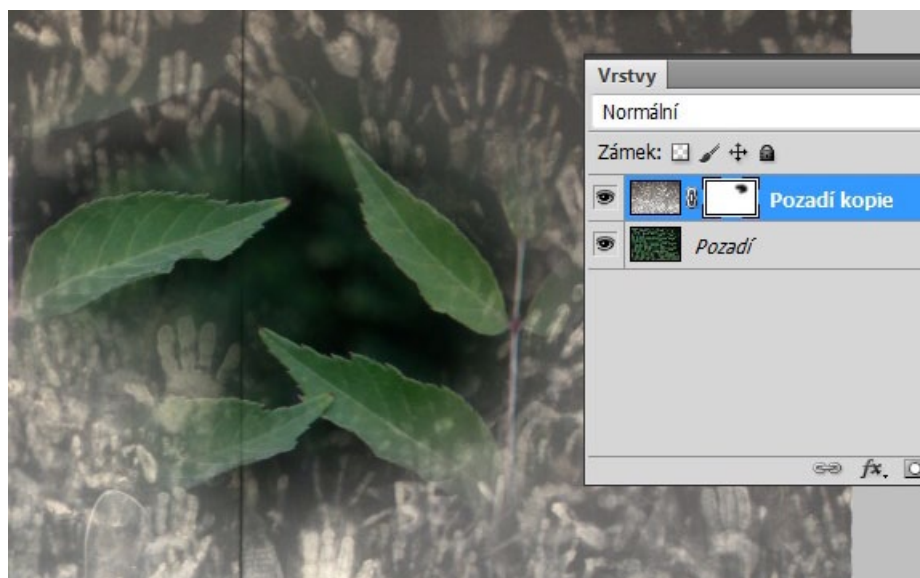 Vrstvy
Normální
Zámek:
Pozadí kopie
Pozadí
fx.